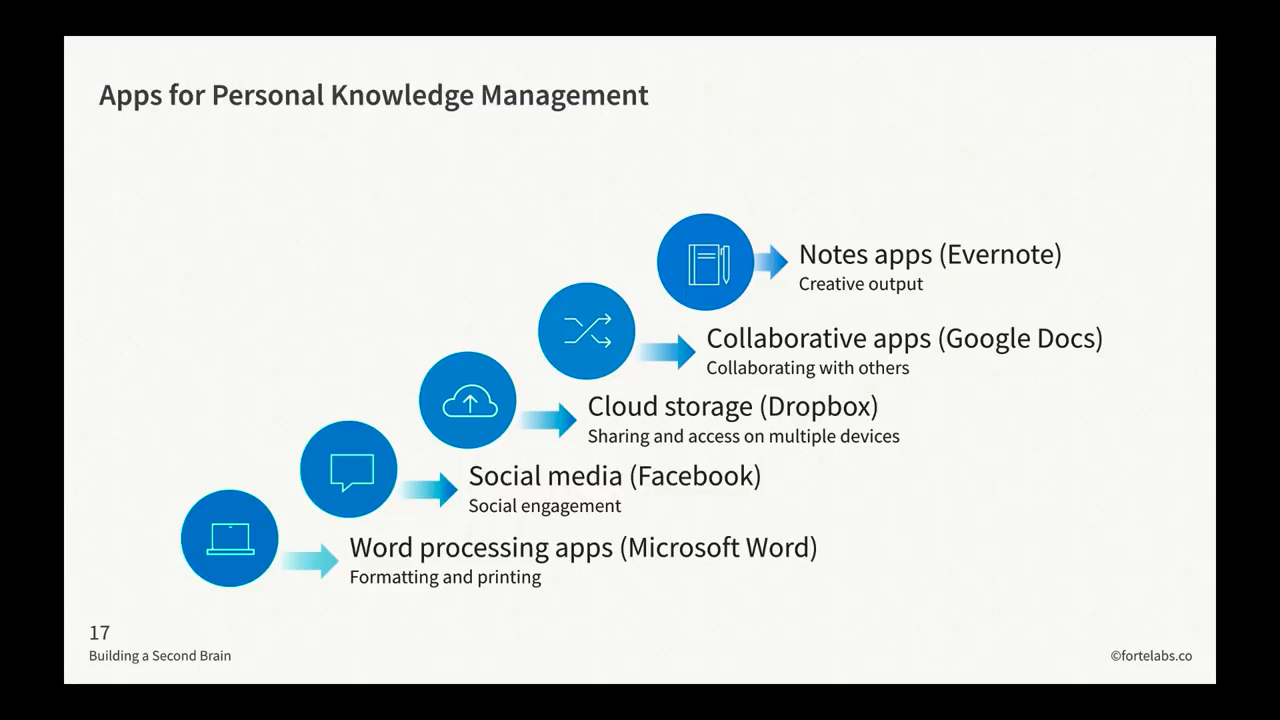 Apps for Personal Knowledge Management
Notes apps (Evernote)
Creative output
Collaborative apps (Google Docs)
Collaborating with others
Cloud storage (Dropbox)
Sharing and access on multiple devices
Social media (Facebook)
Social engagement
Word processing apps (Microsoft Word)
Formatting and printing
17
Building a Second Brain
©fortelabs.co